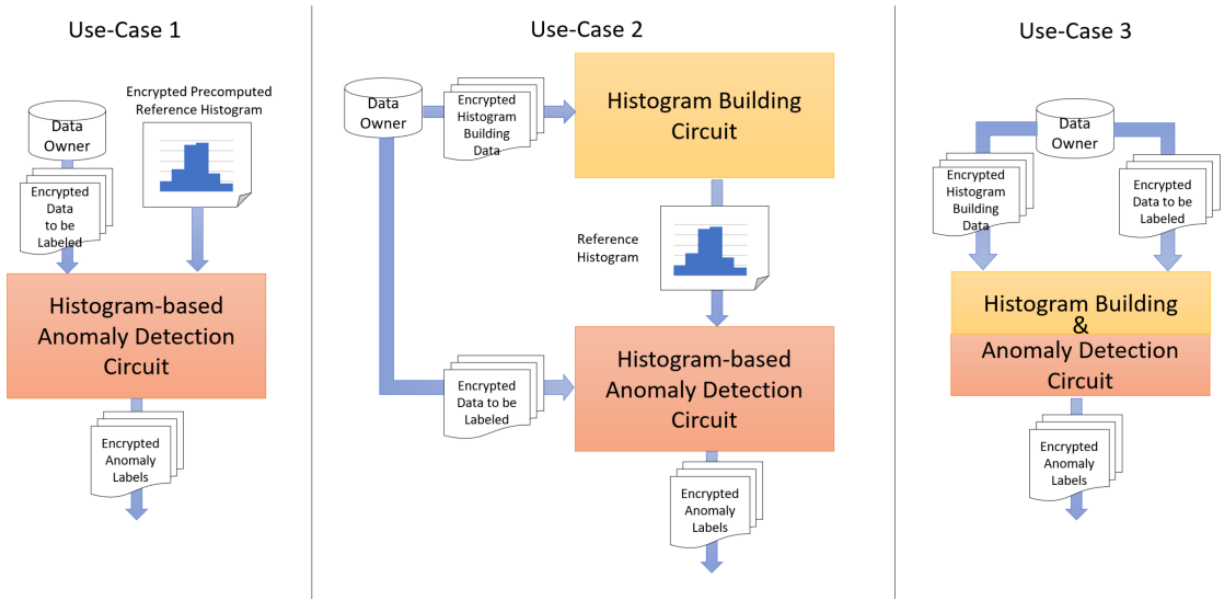 Use-Case 1
Encrypted Precomputed
Reference Histogram
Data
Owner
Encrypted
Data
to be
Labeled
Histogram-based
Anomaly Detection
Circuit
Encrypted
Anomaly
Labels
Use-Case 2
Data
Owner
Encrypted
Histogram
Building
Data
Histogram Building
Circuit
Reference
Histogram
Encrypted
Data to be
Labeled
Histogram-based
Anomaly Detection
Circuit
Encrypted
Anomaly
Labels
Use-Case 3
Data
Owner
Encrypted
Histogram
Building
Data
Encrypted
Data to be
Labeled
Histogram Building
&
Anomaly Detection
Circuit
Encrypted
Anomaly
Labels